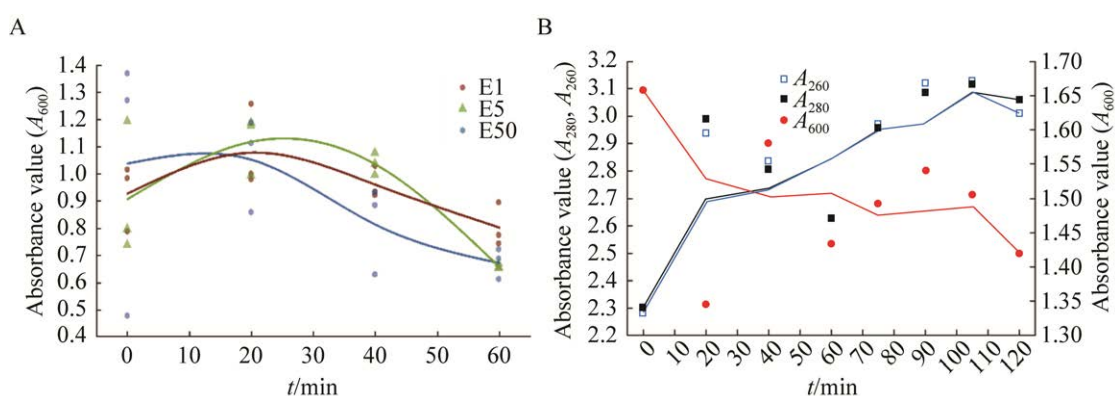 A
Absorbance value (A600)
1.4
1.3
1.2
1.1
1.0
0.9
0.8
0.7
0.6
0.5
0.4
0 10 20 30 40 50 60
t/min
E1
E5
E50
B
Absorbance value (A280, A260)
3.2
3.1
3.0
2.9
2.8
2.7
2.6
2.5
2.4
2.3
2.2
A260
A280
A600
1.70
1.65
1.60
1.55
1.50
1.45
1.40
1.35
1.30
Absorbance value (A600)
0 10 20 30 40 50 60 70 80 90 100 110 120
t/min